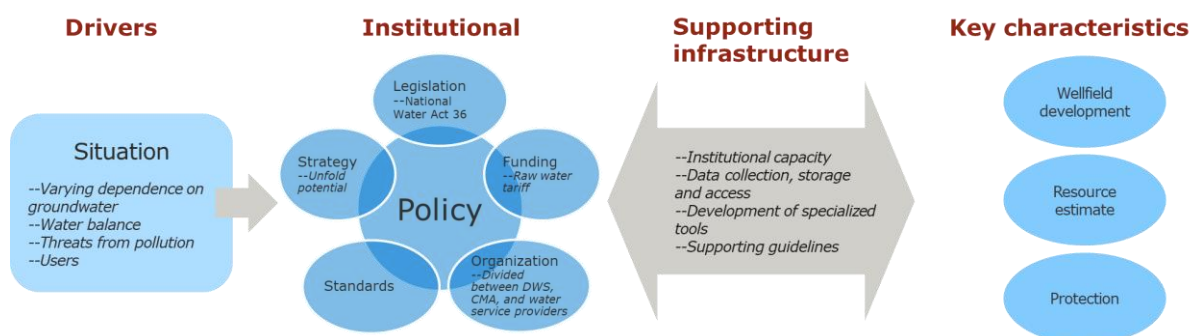 Drivers
Situation
--Varying dependence on
groundwater
--Water balance
--Threats from pollution
--Users
Institutional
Legislation
--National
Water Act 36
Strategy
--Unfold
potential
Funding
--Raw water
tariff
Policy
Standards
Organization
--Divided
between DWS,
CMA, and water
service providers
Supporting
infrastructure
--Institutional capacity
--Data collection, storage
and access
--Development of specialized
tools
--Supporting guidelines
Key characteristics
Wellfield
development
Resource
estimate
Protection